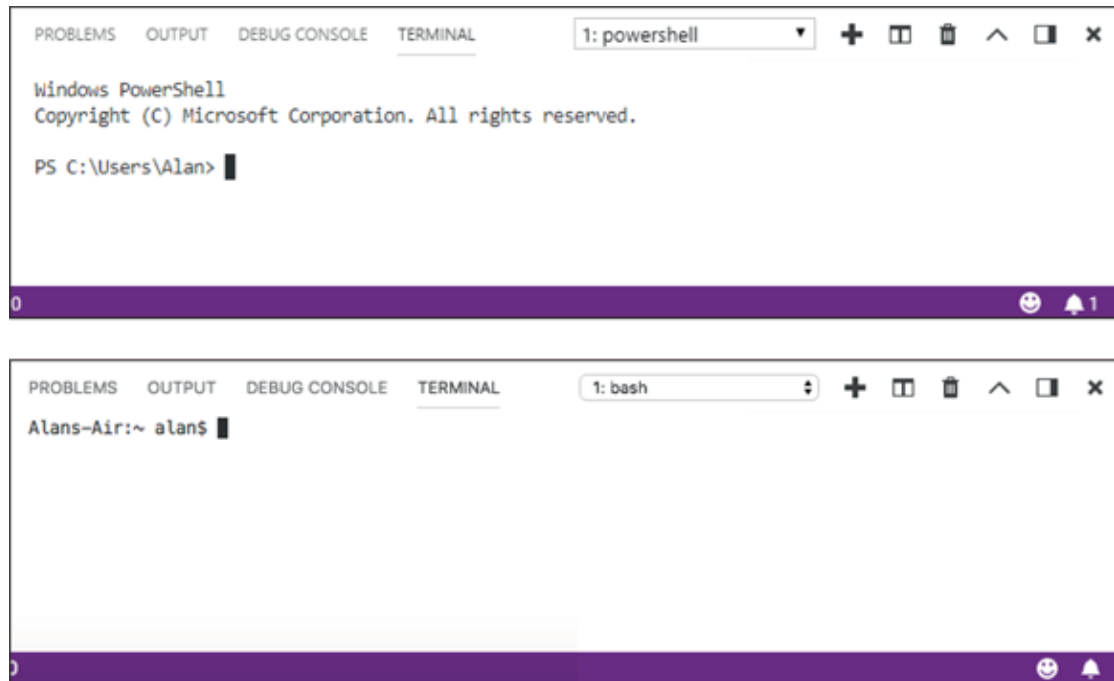 PROBLEMS OUTPUT DEBUG CONSOLE TERMINAL 1: powershell
Windows PowerShell
Copyright (C) Microsoft Corporation. All rights reserved.
PS C:\Users\Alan>
0 1
PROBLEMS OUTPUT DEBUG CONSOLE TERMINAL 1: bash
Alans-Air:~ alan$